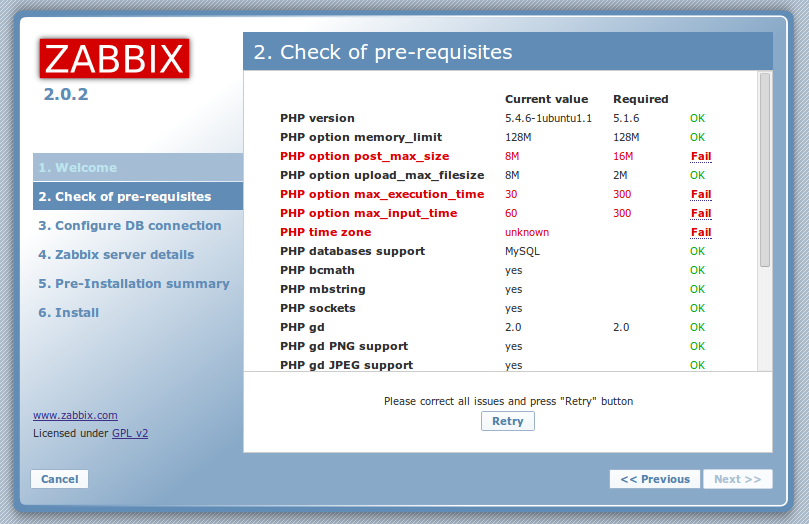 ZABBIX
2.0.2
1. Welcome
2. Check of pre-requisites
3. Configure DB connection
4. Zabbix server details
5. Pre-Installation summary
6. Install
www.zabbix.com
Licensed under GPL v2
2. Check of pre-requisites
Current value Required
PHP version 5.4.6-1ubuntu1.1 5.1.6 OK
PHP option memory_limit 128M 128M OK
PHP option post_max_size 8M 16M Fail
PHP option upload_max_filesize 8M 2M OK
PHP option max_execution_time 30 300 Fail
PHP option max_input_time 60 300 Fail
PHP time zone unknown Fail
PHP databases support MySQL OK
PHP bcmath yes OK
PHP mbstring yes OK
PHP sockets yes OK
PHP gd 2.0 2.0 OK
PHP gd PNG support yes OK
PHP gd JPEG support yes OK
Please correct all issues and press "Retry" button
Retry
Cancel << Previous Next >>